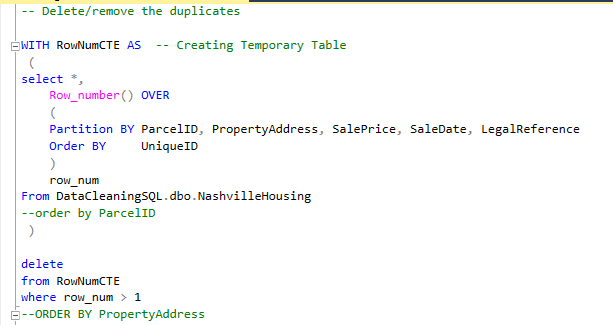 -- Delete/remove the duplicates
WITH RowNumCTE AS  -- Creating Temporary Table
(
select *,
Row_number() OVER
(
Partition BY ParcelID, PropertyAddress, SalePrice, SaleDate, LegalReference
Order BY     UniqueID
)
row_num
From DataCleaningSQL.dbo.NashvilleHousing
--order by ParcelID
)
delete
from RowNumCTE
where row_num > 1
--ORDER BY PropertyAddress